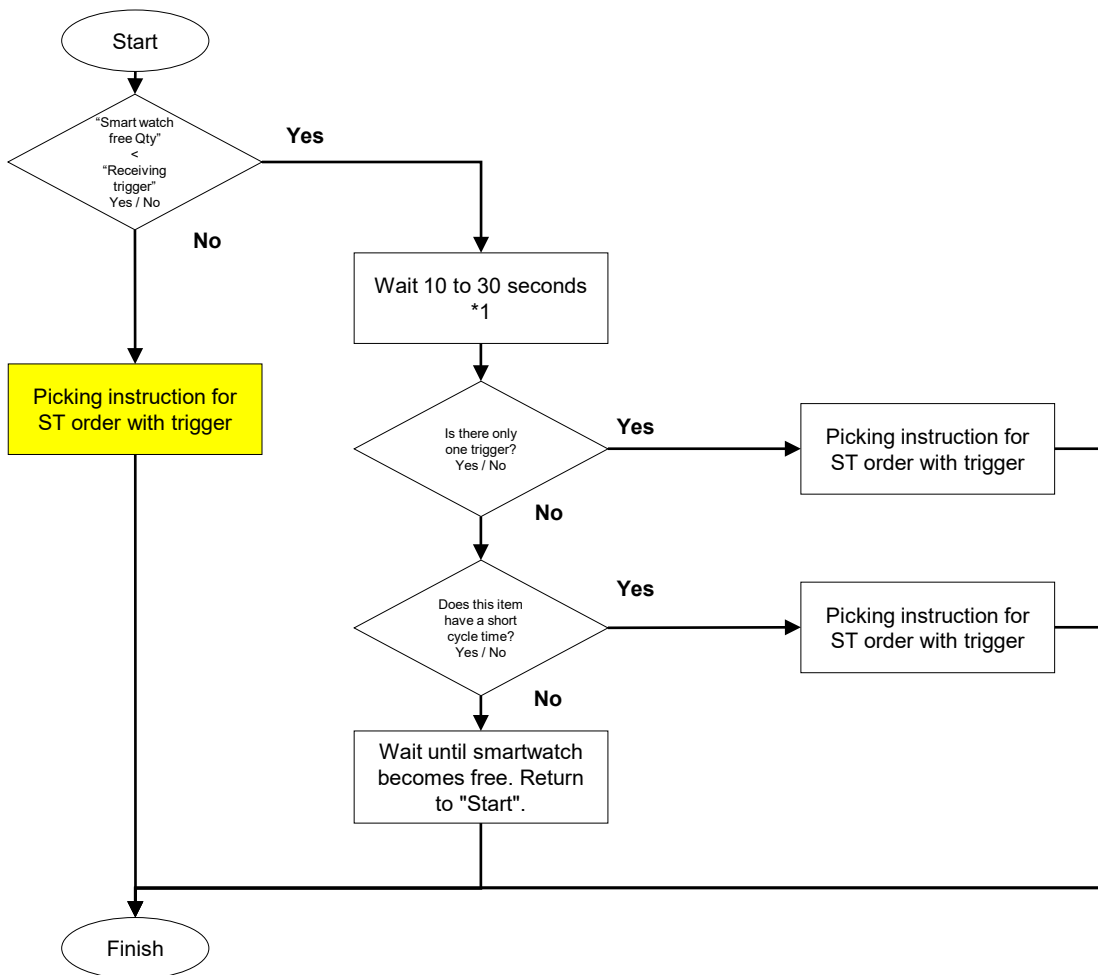 Start
“Smart watch
free Qty”
<
“Receiving
trigger”
Yes / No
Yes
No
Wait 10 to 30 seconds
*1
Picking instruction for
ST order with trigger
Is there only
one trigger?
Yes / No
Yes
Picking instruction for
ST order with trigger
No
Does this item
have a short
cycle time?
Yes / No
Yes
Picking instruction for
ST order with trigger
No
Wait until smartwatch
becomes free. Return
to "Start".
Finish